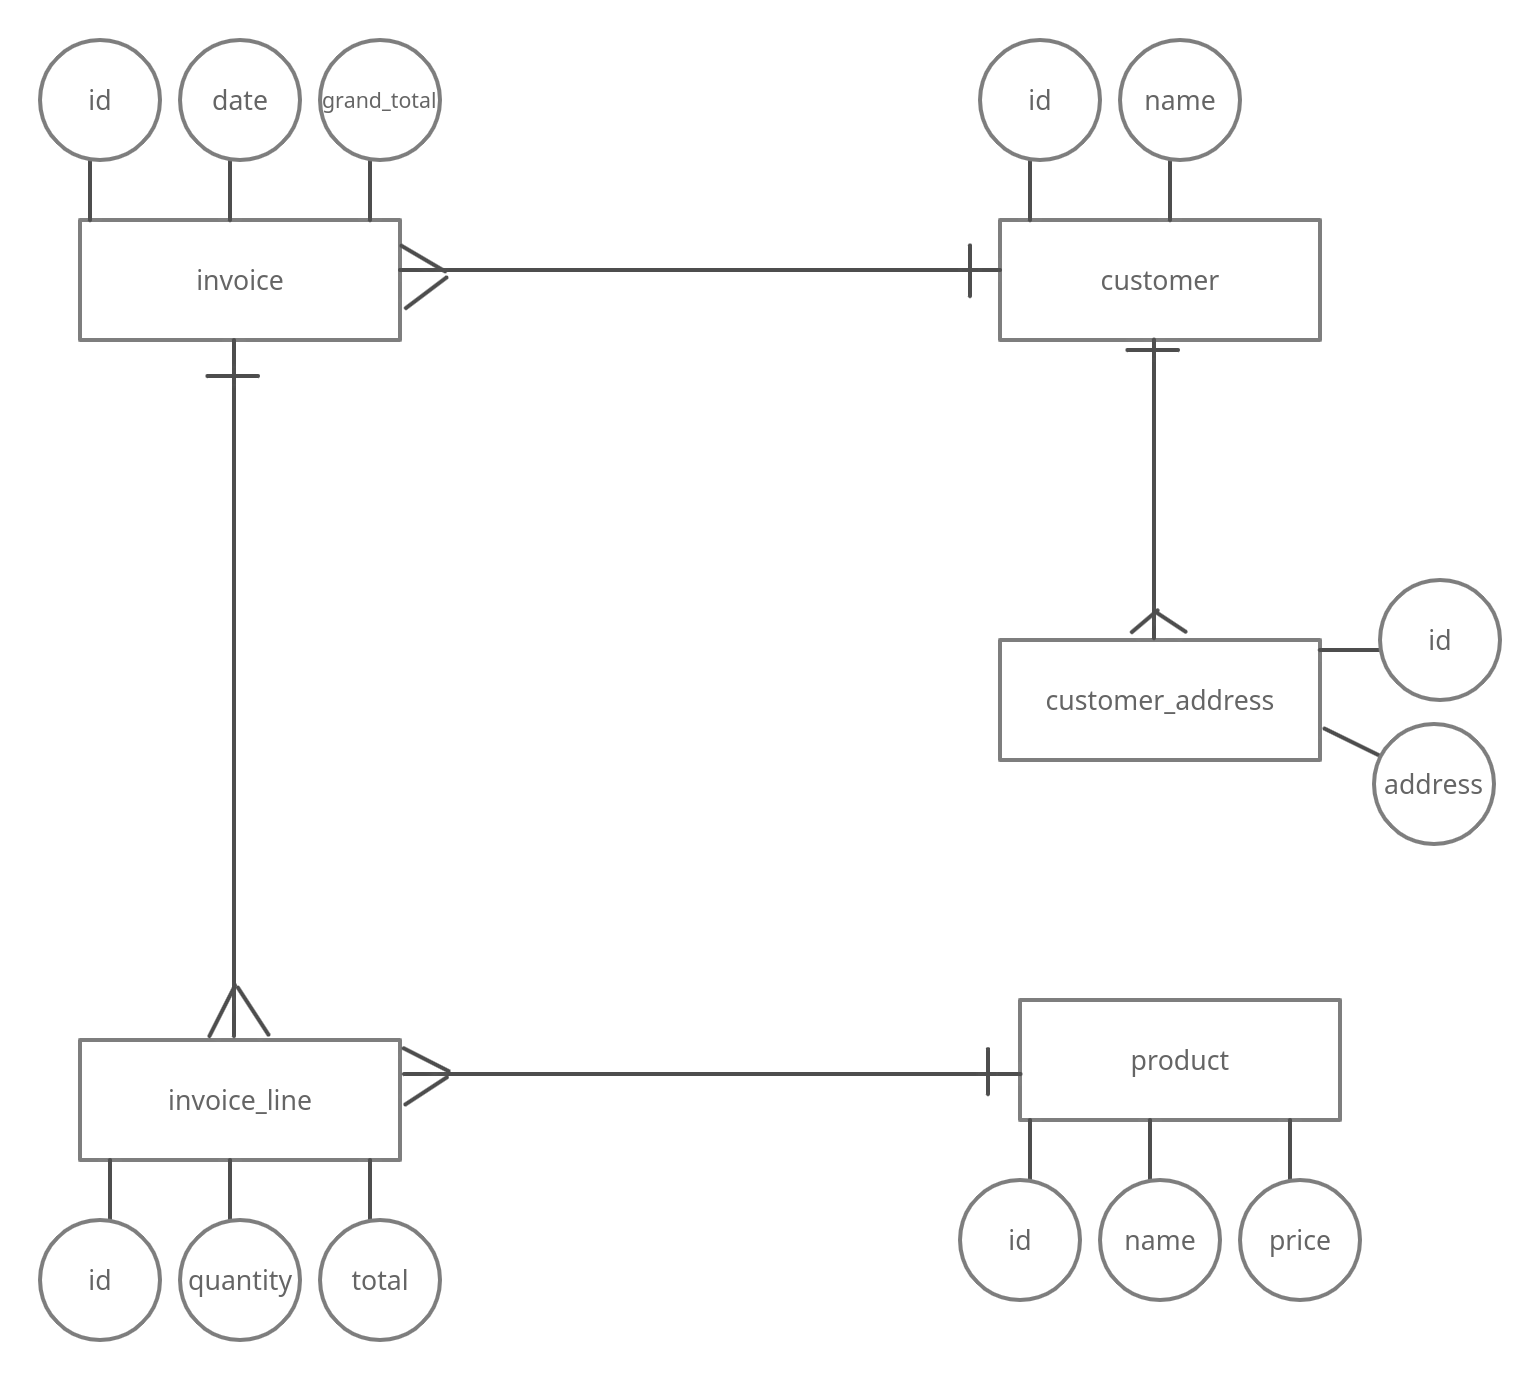 id
date
grand_total
id
name
invoice
customer
id
customer_address
address
product
invoice_line
id
name
price
id
quantity
total